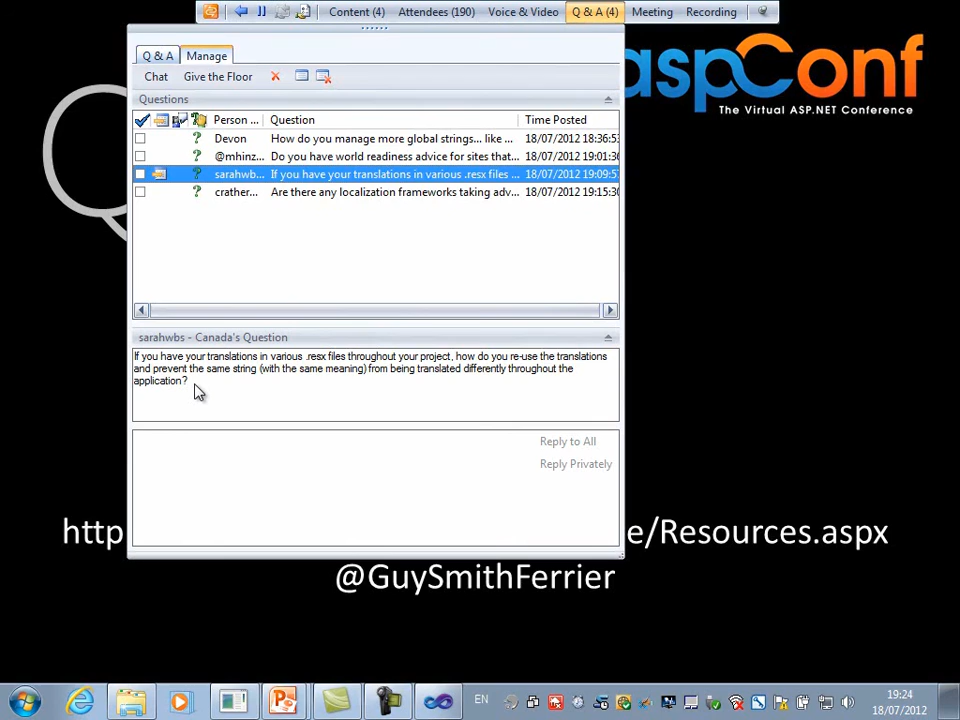 Content (4) Attendees (190) Voice & Video Q & A (4) Meeting Recording
Q & A Manage
Chat Give the Floor
aspConf
The Virtual ASP.NET Conference
Questions
Person ... Question Time Posted
Devon How do you manage more global strings... like ... 18/07/2012 18:36:53
@mhinz... Do you have world readiness advice for sites that... 18/07/2012 19:01:36
sarahwb... If you have your translations in various .resx files ... 18/07/2012 19:09:57
crather... Are there any localization frameworks taking adv... 18/07/2012 19:15:30
sarahwbs - Canada's Question
If you have your translations in various .resx files throughout your project, how do you re-use the translations
and prevent the same string (with the same meaning) from being translated differently throughout the
application?
Reply to All
Reply Privately
http e/Resources.aspx
@GuySmithFerrier
EN
19:24
18/07/2012